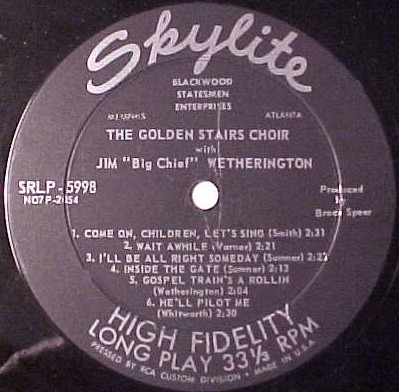 Skylite
BLACKWOOD
STATESMEN
ENTERPRISES
MEMPHIS ATLANTA
THE GOLDEN STAIRS CHOIR
with
JIM "Big Chief" WETHERINGTON
SRLP-5998
NO7P-2054
Produced
by
Brock Speer
1. COME ON, CHILDREN, LET'S SING (Smith) 2:31
2. WAIT AWHILE (Varner) 2:21
3. I'LL BE ALL RIGHT SOMEDAY (Sumner) 2:22
4. INSIDE THE GATE (Sumner) 2:13
5. GOSPEL TRAIN'S A ROLLIN
(Wetherington) 2:04
6. HE'LL PILOT ME
(Whitworth) 2:30
HIGH FIDELITY
LONG PLAY 33⅓ RPM
PRESSED BY RCA CUSTOM DIVISION • MADE IN U.S.A.